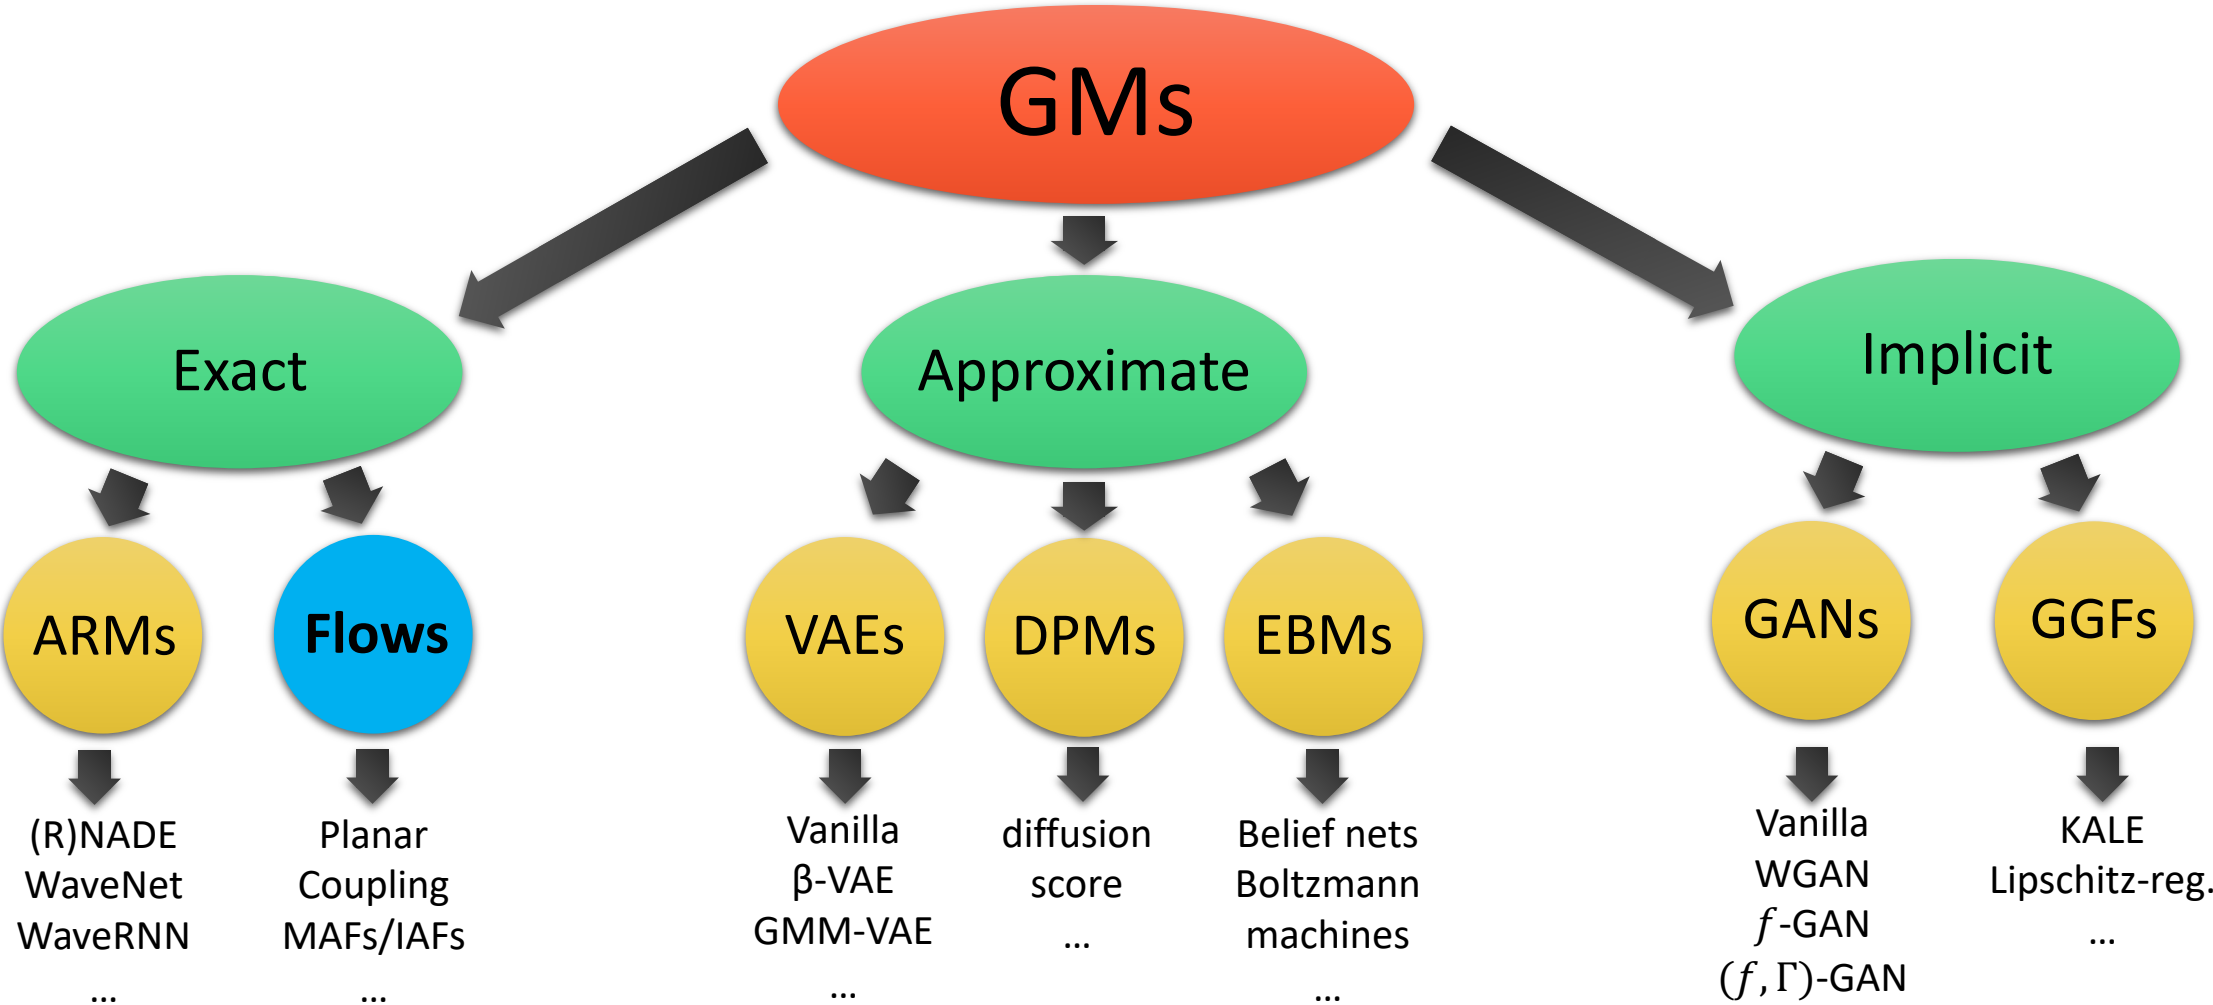 GMs
Exact
Approximate
Implicit
ARMs
Flows
VAEs
DPMs
EBMs
GANs
GGFs
(R)NADE
WaveNet
WaveRNN
...
Planar
Coupling
MAFs/IAFs
...
Vanilla
β-VAE
GMM-VAE
...
diffusion
score
...
Belief nets
Boltzmann
machines
...
Vanilla
WGAN
f-GAN
(f, Γ)-GAN
KALE
Lipschitz-reg.
...